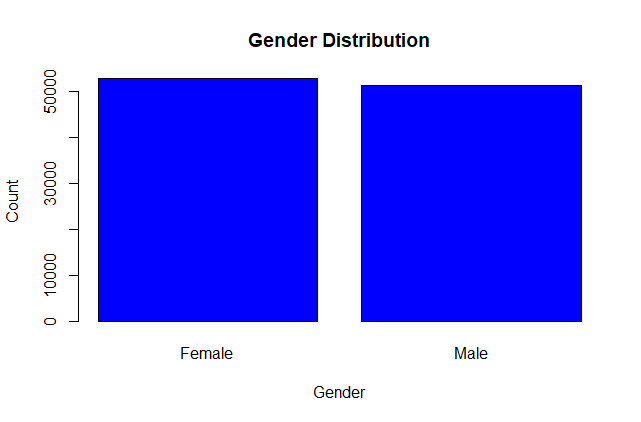 Gender Distribution
Count
50000
30000
10000
0
Female Male
Gender